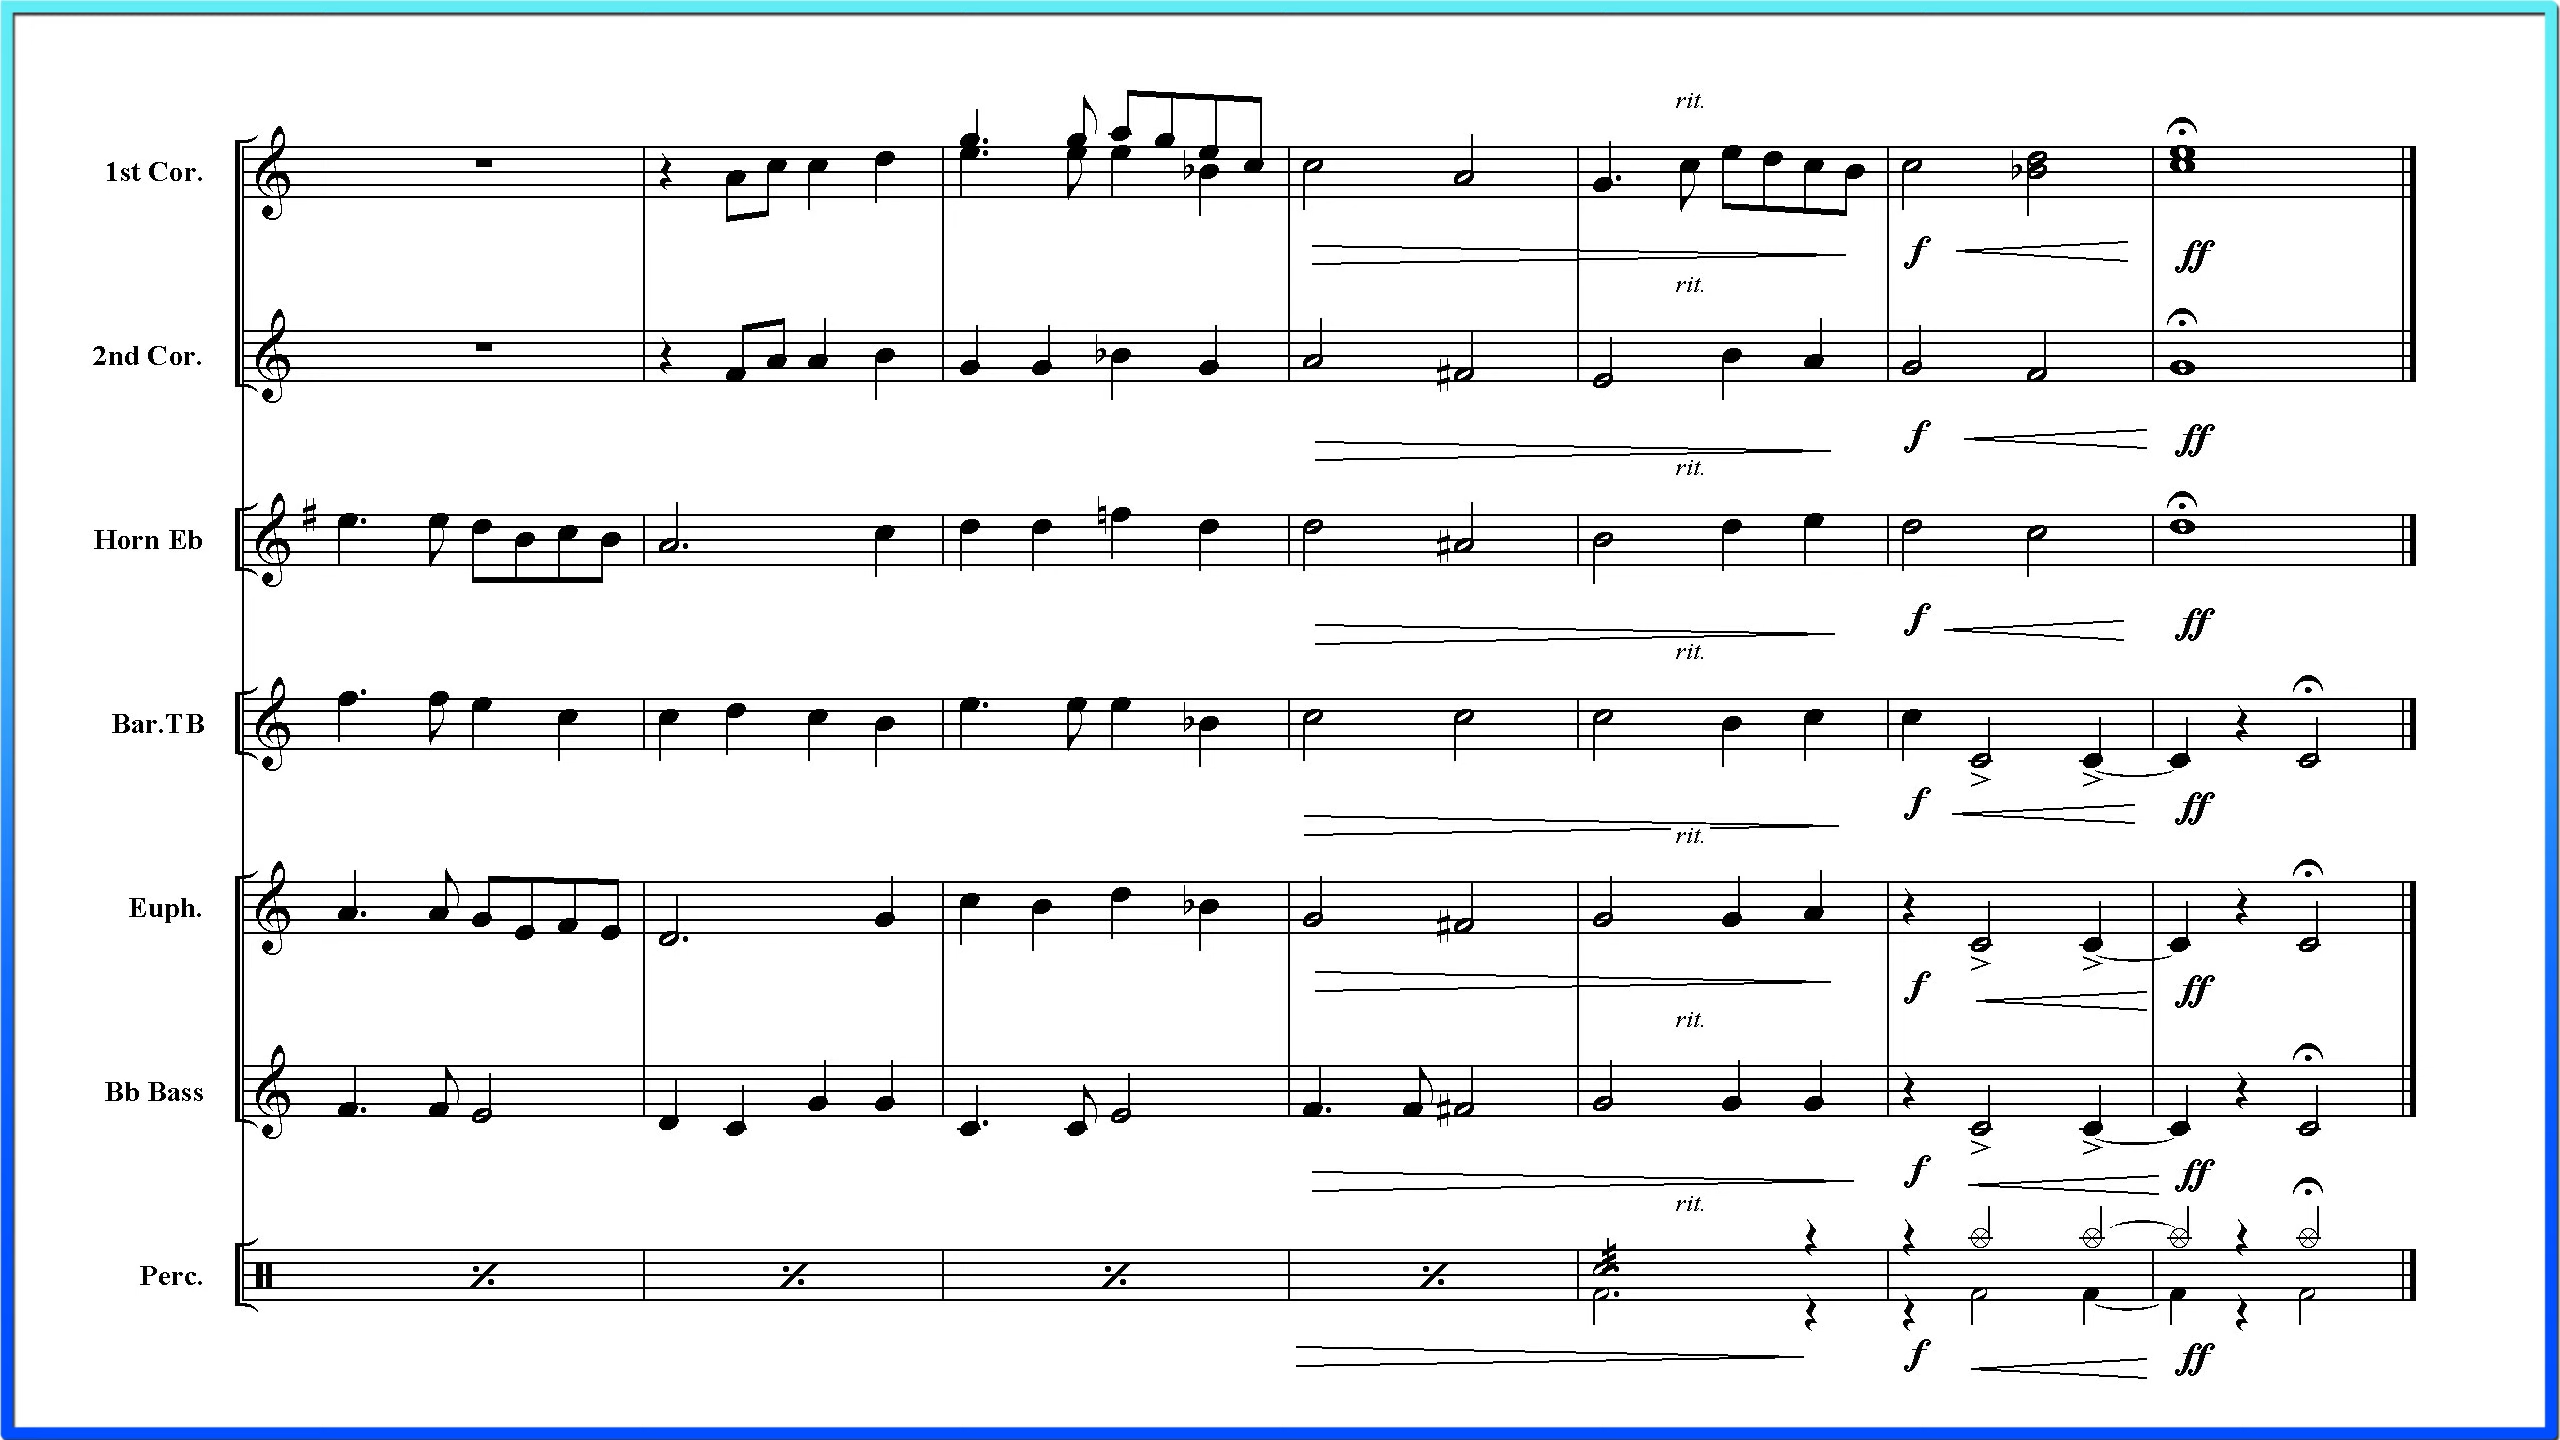 rit.
1st Cor.
f ff
rit.
2nd Cor.
f ff
rit.
Horn Eb
f ff
rit.
Bar.TB
f ff
rit.
Euph.
f ff
rit.
Bb Bass
f ff
rit.
Perc.
f ff